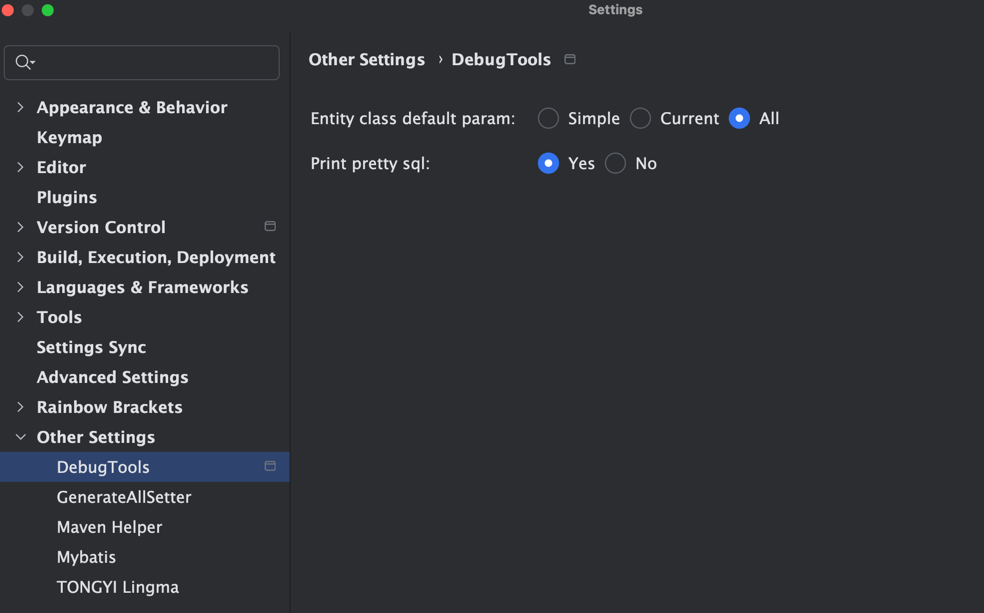 Settings
Other Settings › DebugTools
Entity class default param: Simple Current All
Print pretty sql: Yes No
Appearance & Behavior
Keymap
Editor
Plugins
Version Control
Build, Execution, Deployment
Languages & Frameworks
Tools
Settings Sync
Advanced Settings
Rainbow Brackets
Other Settings
DebugTools
GenerateAllSetter
Maven Helper
Mybatis
TONGYI Lingma